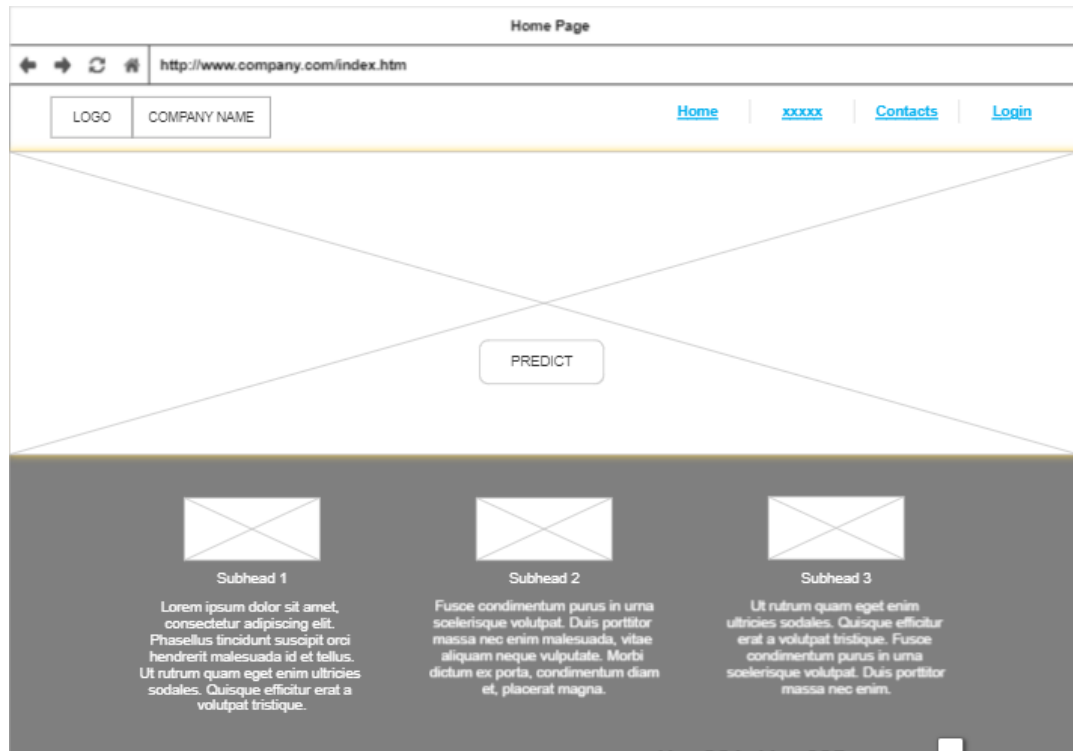 Home Page
http://www.company.com/index.htm
LOGO
COMPANY NAME
Home
xxxxx
Contacts
Login
PREDICT
Subhead 1
Lorem ipsum dolor sit amet,
consectetur adipiscing elit.
Phasellus tincidunt suscipit orci
hendrerit malesuada id et tellus.
Ut rutrum quam eget enim ultricies
sodales. Quisque efficitur erat a
volutpat tristique.
Subhead 2
Fusce condimentum purus in urna
scelerisque volutpat. Duis porttitor
massa nec enim malesuada, vitae
aliquam neque vulputate. Morbi
dictum ex porta, condimentum diam
et, placerat magna.
Subhead 3
Ut rutrum quam eget enim
ultricies sodales. Quisque efficitur
erat a volutpat tristique. Fusce
condimentum purus in urna
scelerisque volutpat. Duis porttitor
massa nec enim.